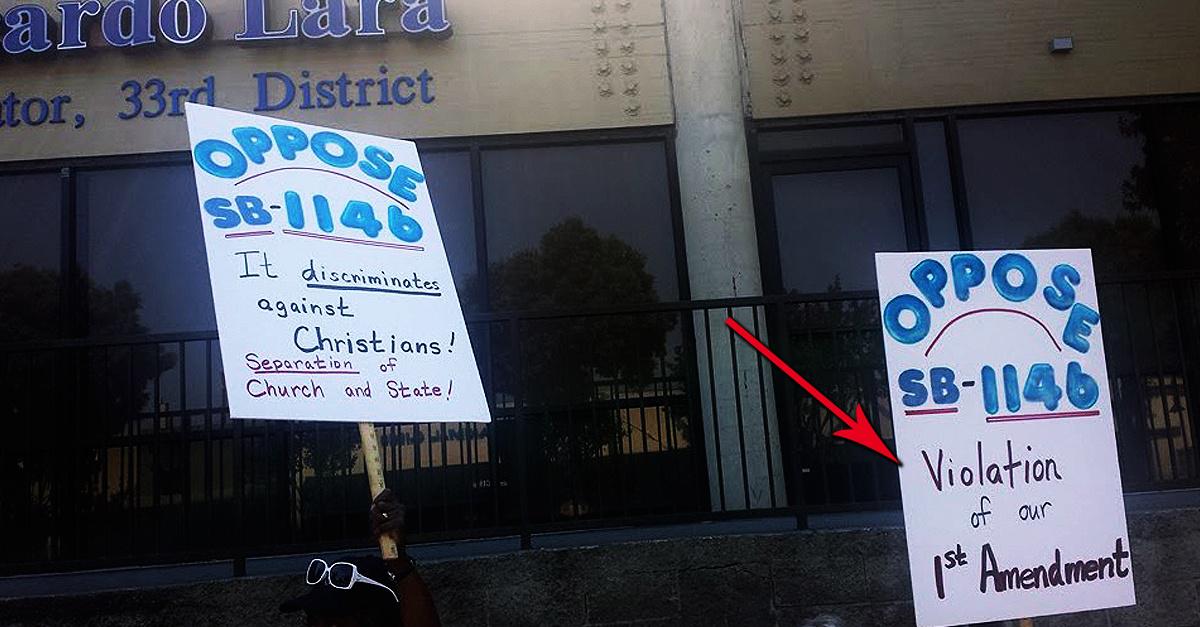 ardo Lara
ator, 33rd District
OPPOSE
SB-1146
It discriminates
against
Christians!
Separation of
Church and State!
OPPOSE
SB-1146
Violation
of our
1st Amendment